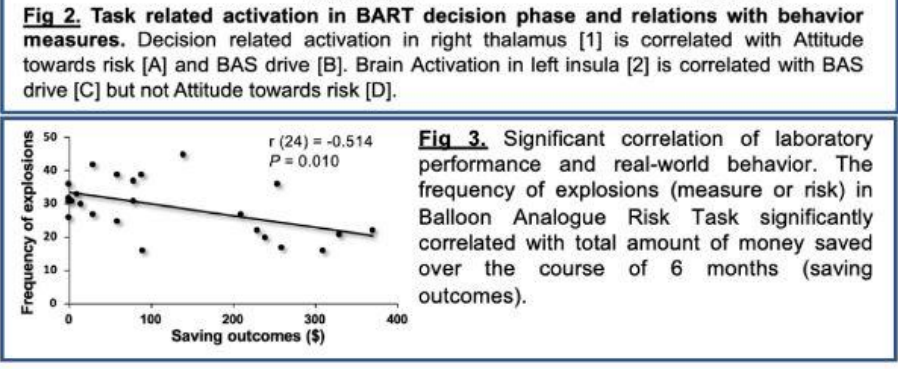 Fig 2. Task related activation in BART decision phase and relations with behavior
measures. Decision related activation in right thalamus [1] is correlated with Attitude
towards risk [A] and BAS drive [B]. Brain Activation in left insula [2] is correlated with BAS
drive [C] but not Attitude towards risk [D].
Frequency of explosions
50
40
30
20
10
0
r (24) = -0.514
P = 0.010
0 100 200 300 400
Saving outcomes ($)
Fig 3. Significant correlation of laboratory
performance and real-world behavior. The
frequency of explosions (measure or risk) in
Balloon Analogue Risk Task significantly
correlated with total amount of money saved
over the course of 6 months (saving
outcomes).